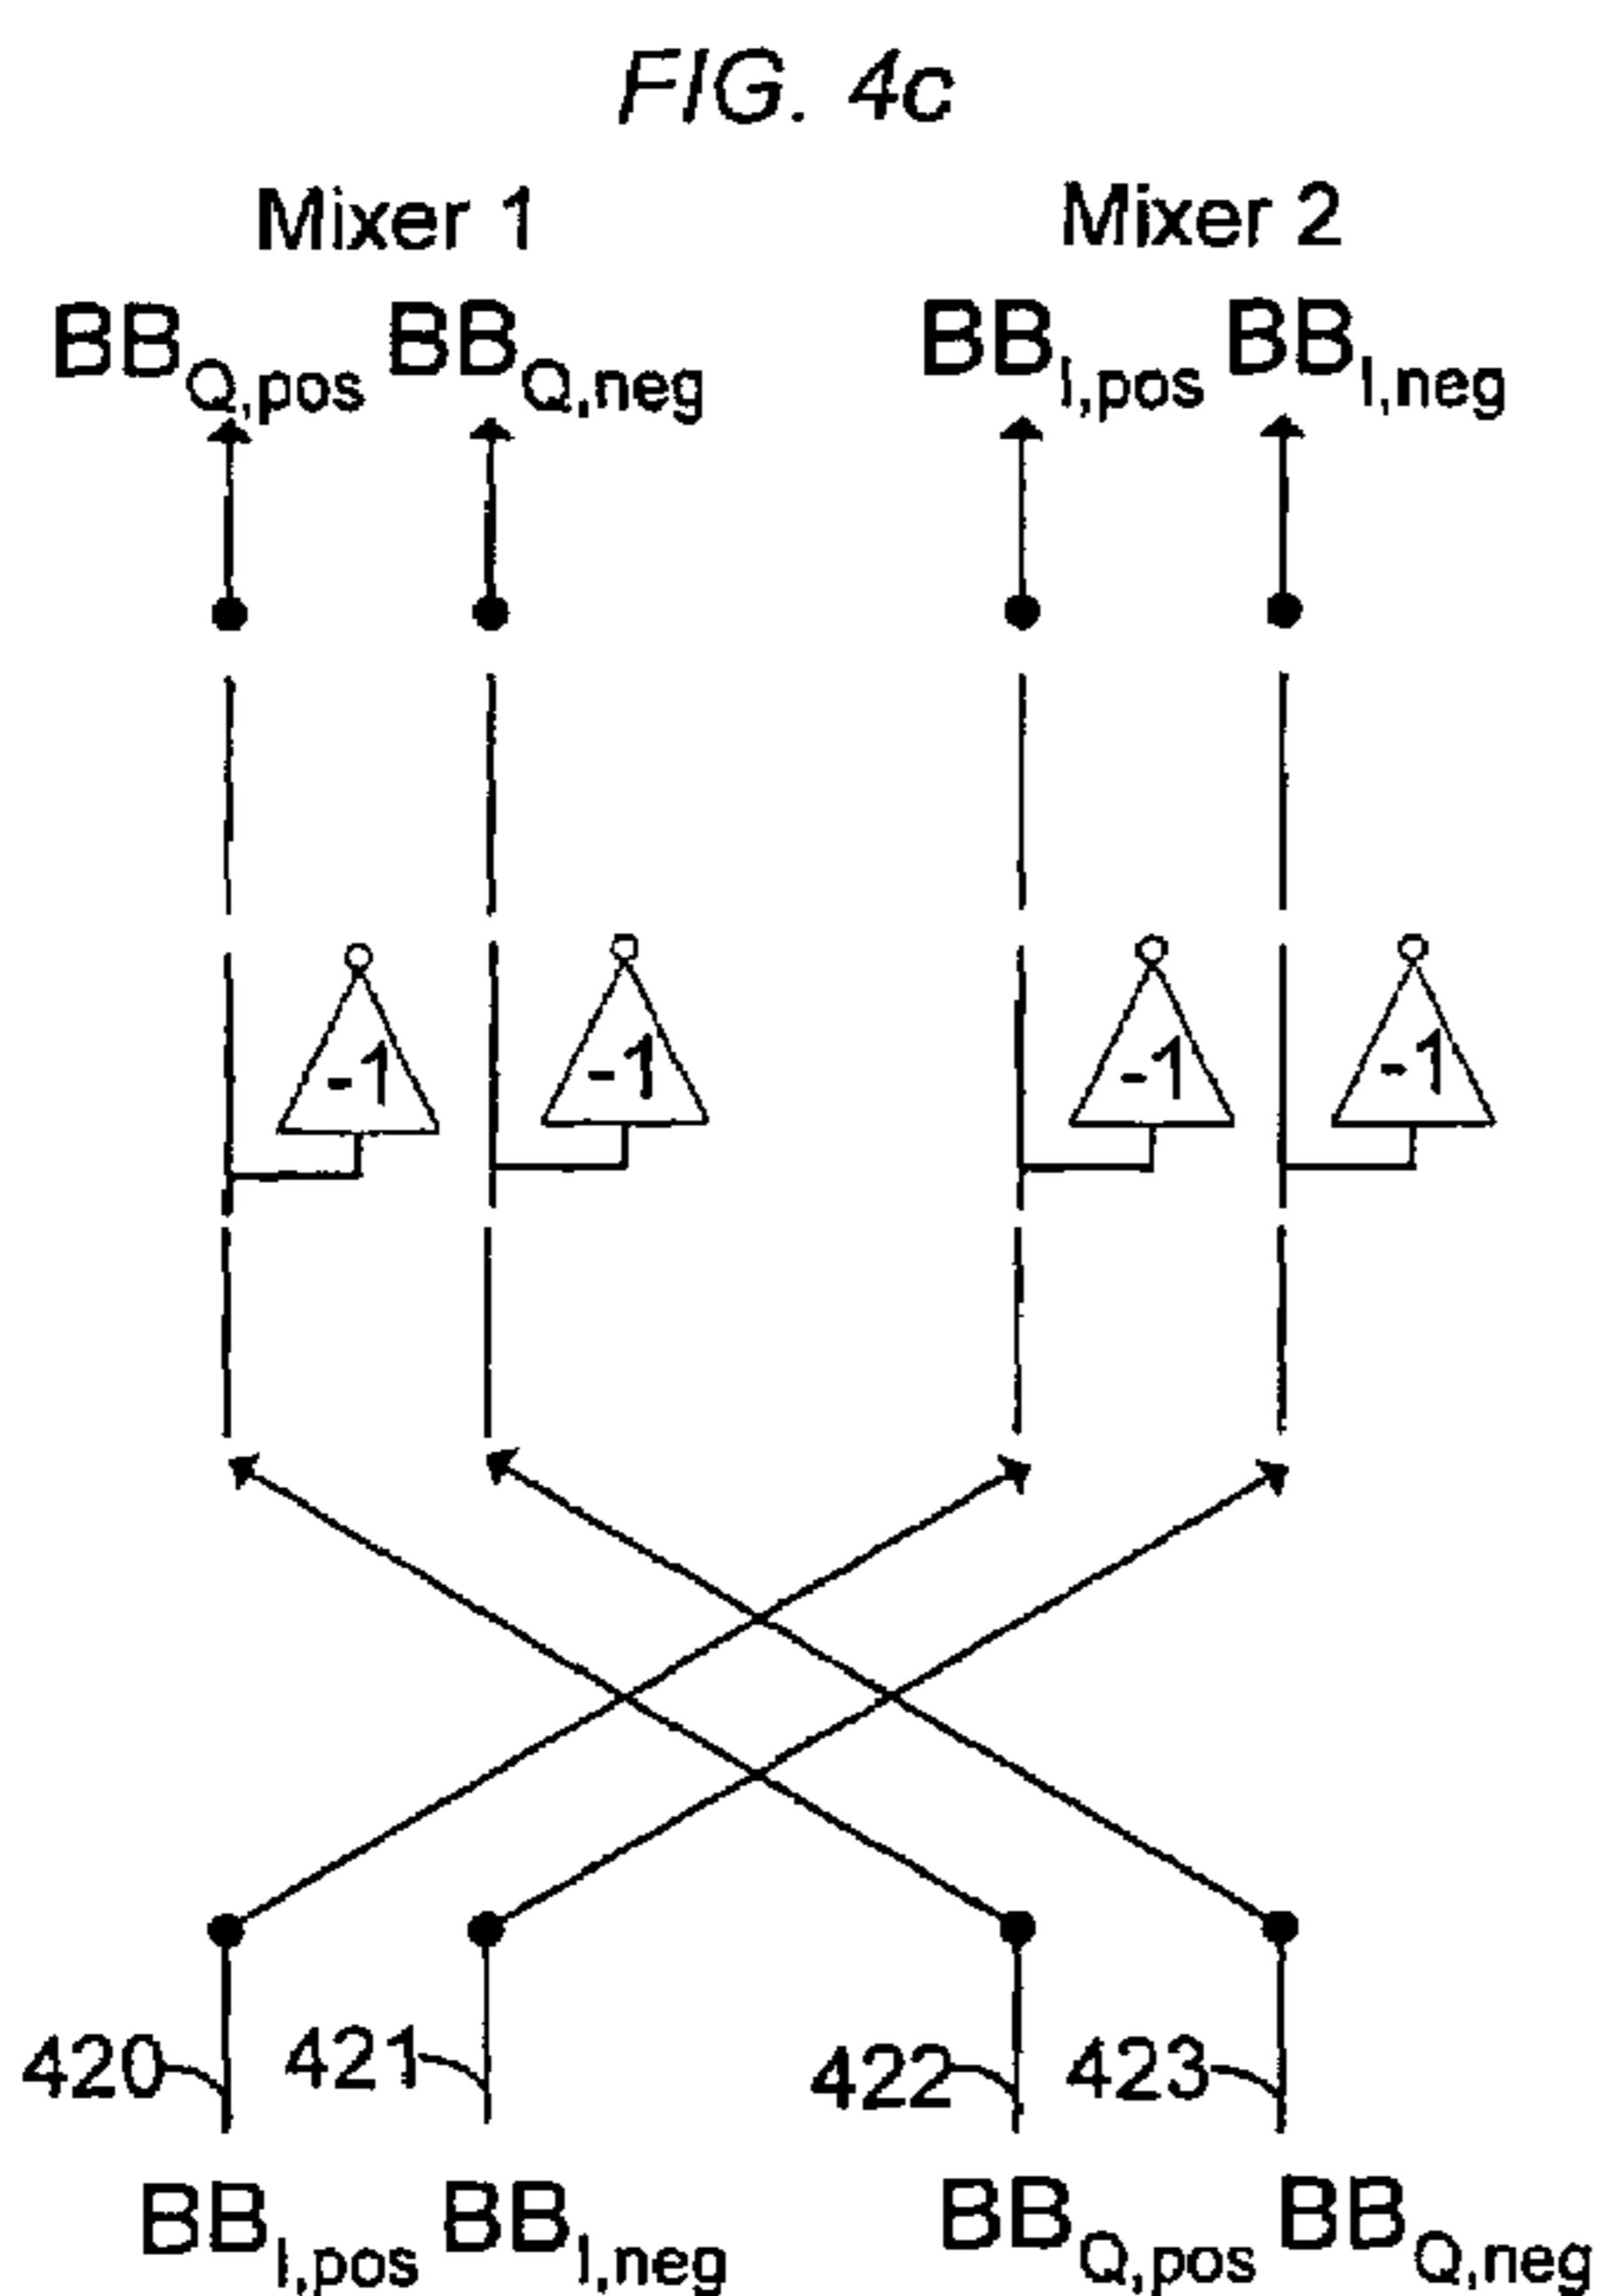 FIG. 4c
Mixer 1 Mixer 2
BBQ,pos BBQ,neg BBI,pos BBI,neg
-1 -1 -1 -1
420 421 422 423
BBI,pos BBI,neg BBQ,pos BBQ,neg